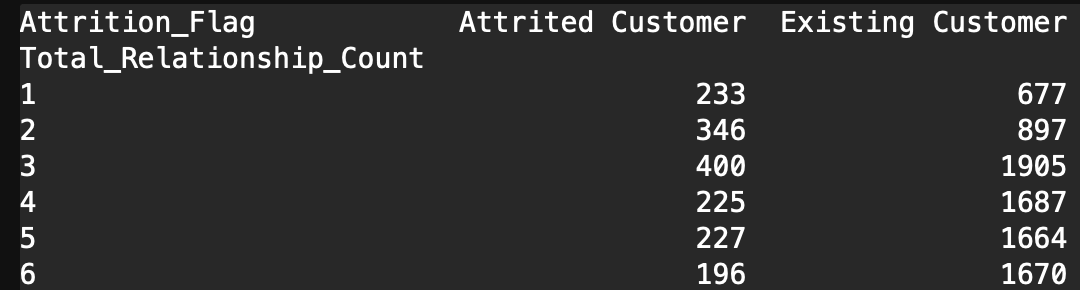 Attrition_Flag Attrited Customer Existing Customer
Total_Relationship_Count
1 233 677
2 346 897
3 400 1905
4 225 1687
5 227 1664
6 196 1670